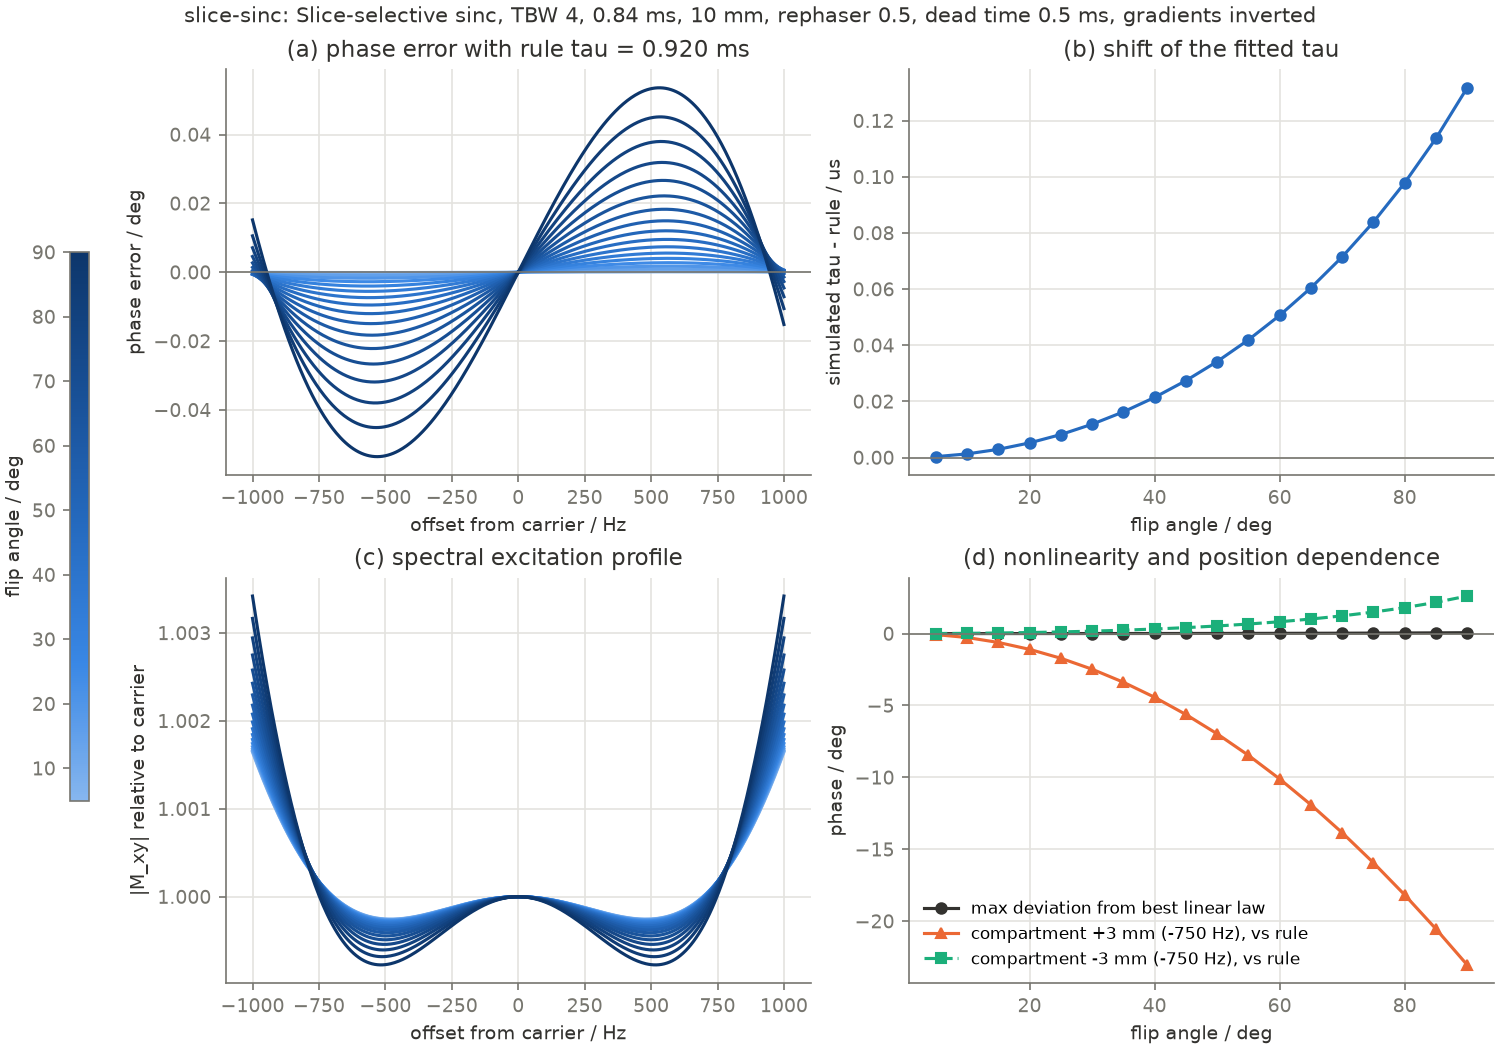 slice-sinc: Slice-selective sinc, TBW 4, 0.84 ms, 10 mm, rephaser 0.5, dead time 0.5 ms, gradients inverted
(a) phase error with rule tau = 0.920 ms
phase error / deg
0.04
0.02
0.00
−0.02
−0.04
−1000 −750 −500 −250 0 250 500 750 1000
offset from carrier / Hz
(b) shift of the fitted tau
simulated tau - rule / us
0.12
0.10
0.08
0.06
0.04
0.02
0.00
20 40 60 80
flip angle / deg
flip angle / deg
90
80
70
60
50
40
30
20
10
(c) spectral excitation profile
|M_xy| relative to carrier
1.003
1.002
1.001
1.000
−1000 −750 −500 −250 0 250 500 750 1000
offset from carrier / Hz
(d) nonlinearity and position dependence
phase / deg
0
−5
−10
−15
−20
max deviation from best linear law
compartment +3 mm (-750 Hz), vs rule
compartment -3 mm (-750 Hz), vs rule
20 40 60 80
flip angle / deg